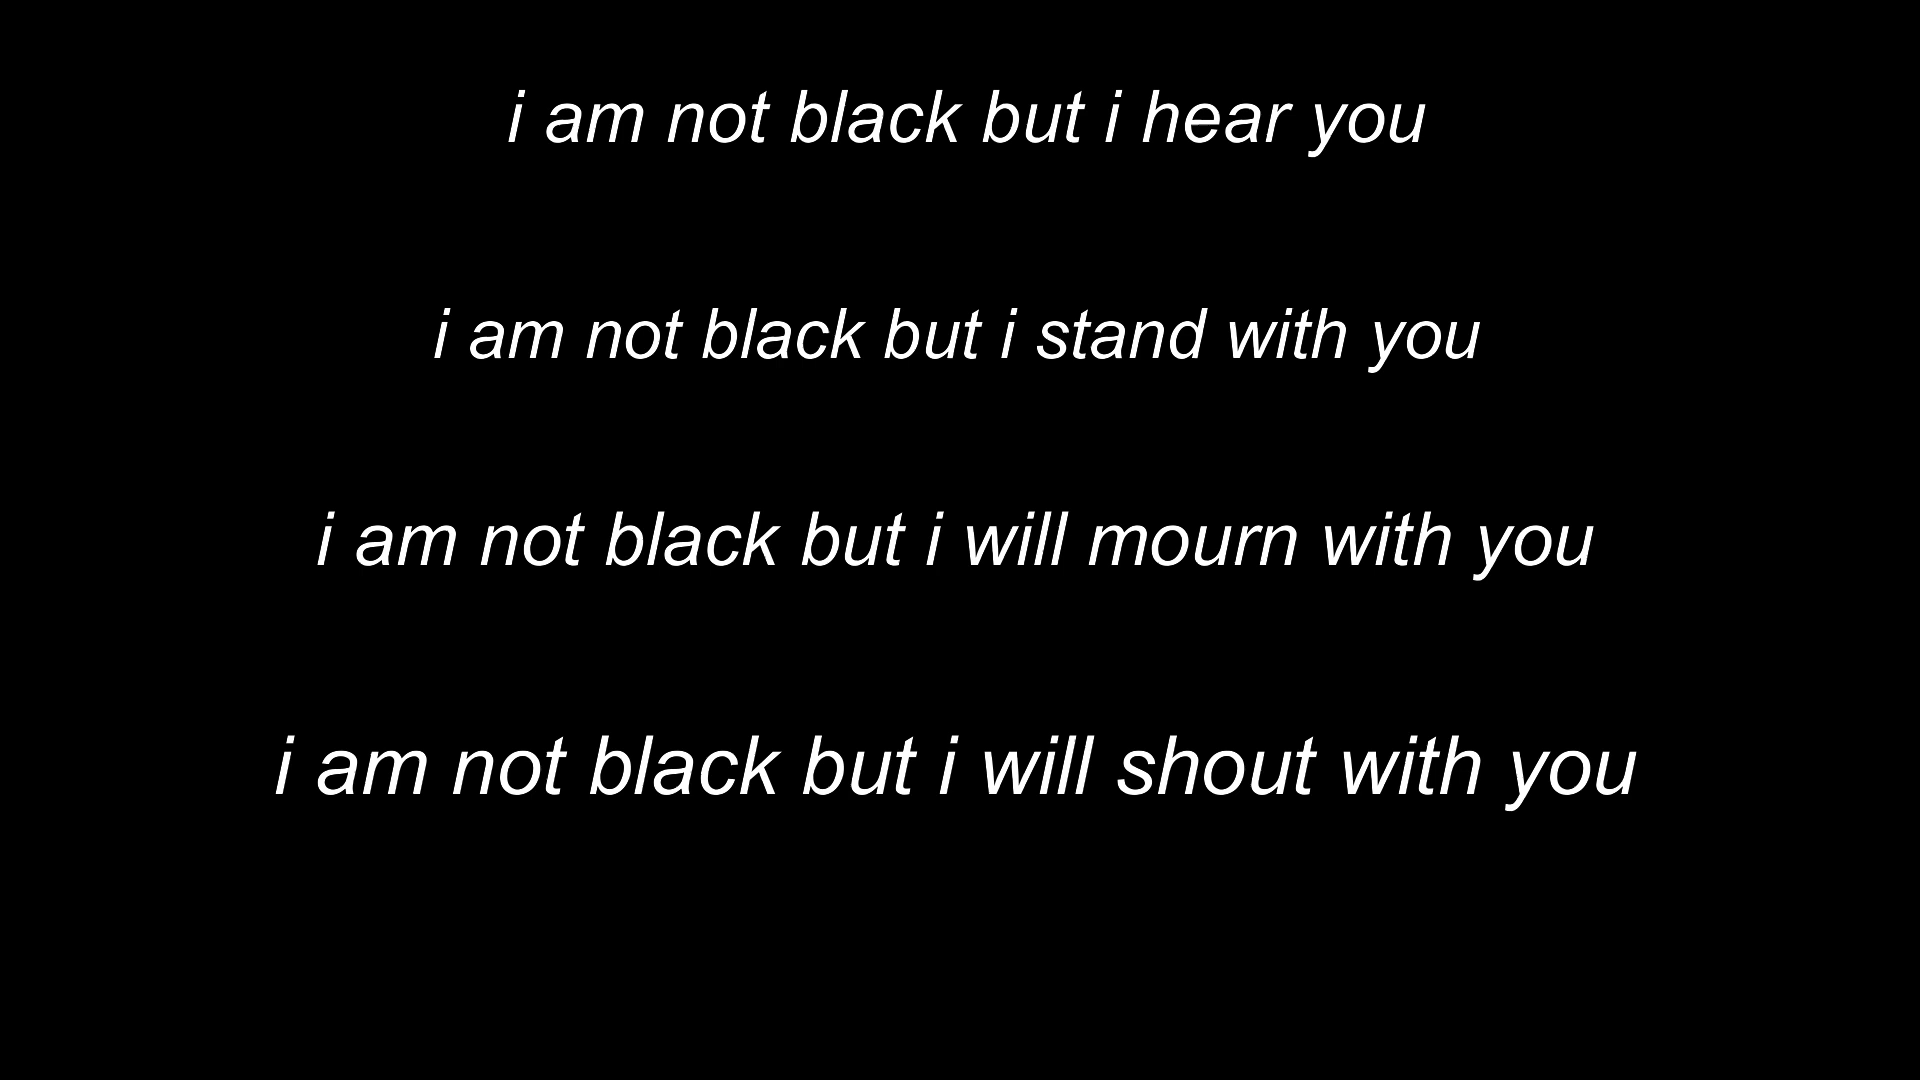 i am not black but i hear you
i am not black but i stand with you
i am not black but i will mourn with you
i am not black but i will shout with you